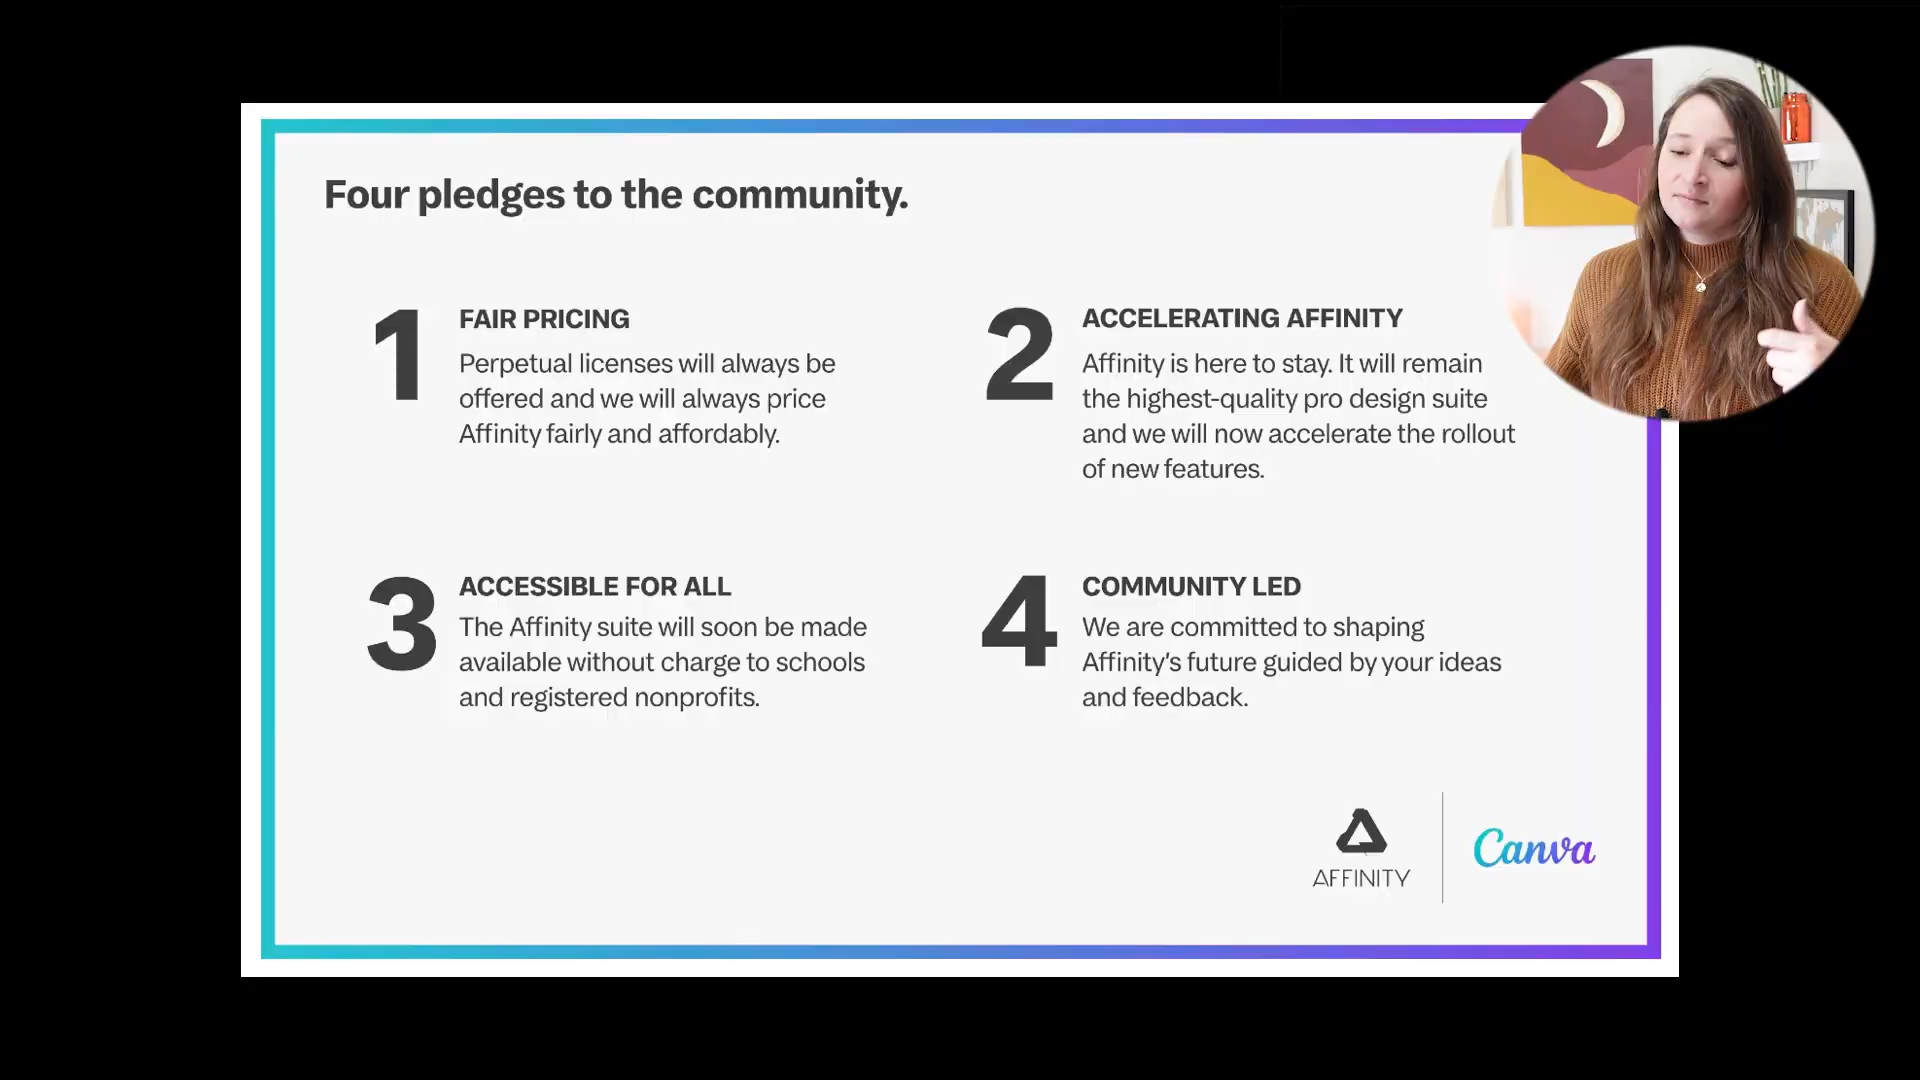 Four pledges to the community.
1
FAIR PRICING
Perpetual licenses will always be
offered and we will always price
Affinity fairly and affordably.
2
ACCELERATING AFFINITY
Affinity is here to stay. It will remain
the highest-quality pro design suite
and we will now accelerate the rollout
of new features.
3
ACCESSIBLE FOR ALL
The Affinity suite will soon be made
available without charge to schools
and registered nonprofits.
4
COMMUNITY LED
We are committed to shaping
Affinity’s future guided by your ideas
and feedback.
AFFINITY
Canva